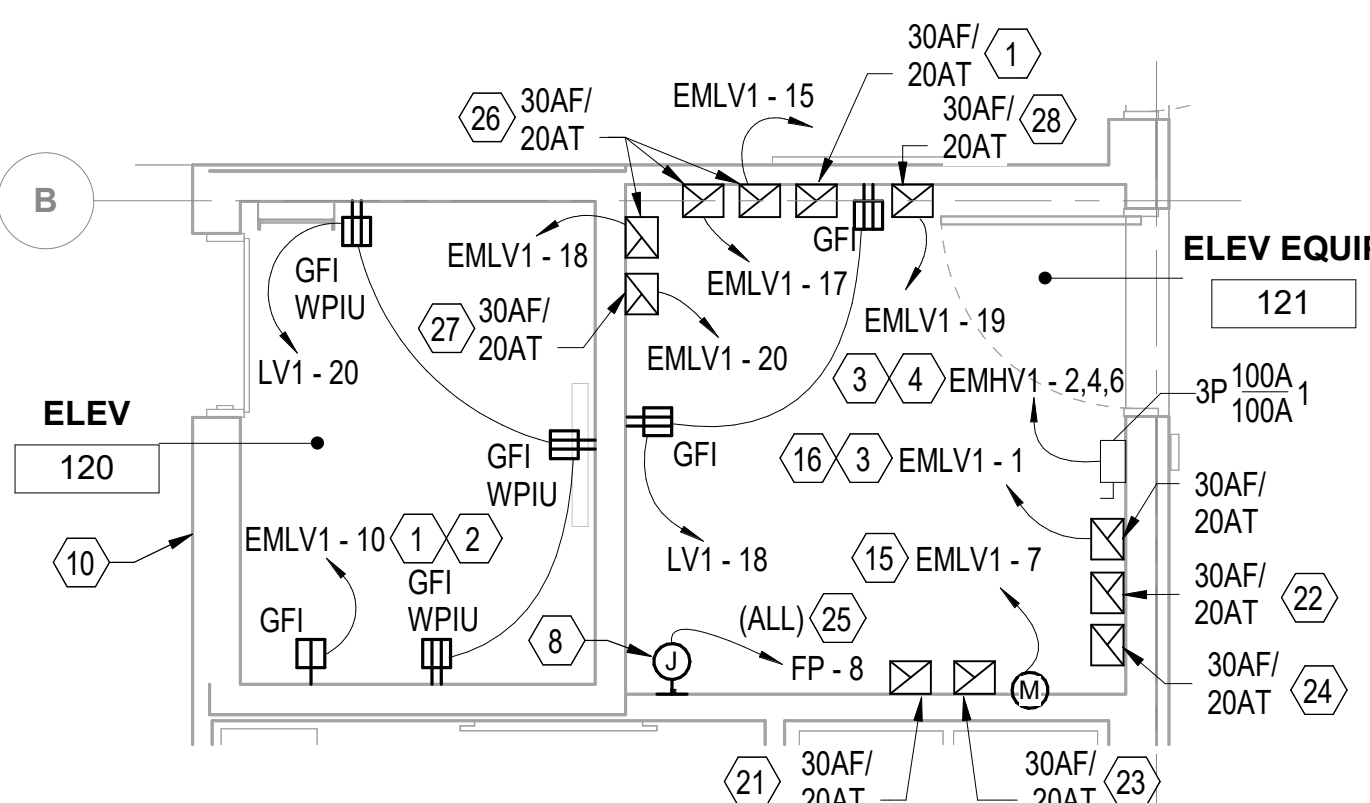 30AF/
20AT
1
EMLV1 - 15
26
30AF/
20AT
30AF/
20AT
28
B
GFI
WPIU
EMLV1 - 18
GFI
EMLV1 - 17
ELEV EQUIP
121
27
30AF/
20AT
EMLV1 - 19
LV1 - 20
EMLV1 - 20
3
4
EMHV1 - 2,4,6
3P
100A
100A
1
ELEV
120
GFI
WPIU
GFI
16
3
EMLV1 - 1
30AF/
20AT
10
EMLV1 - 10
1
2
LV1 - 18
15
EMLV1 - 7
30AF/
20AT
22
GFI
WPIU
GFI
8
(ALL)
25
J
FP - 8
M
30AF/
20AT
24
21
30AF/
20AT
30AF/
20AT
23